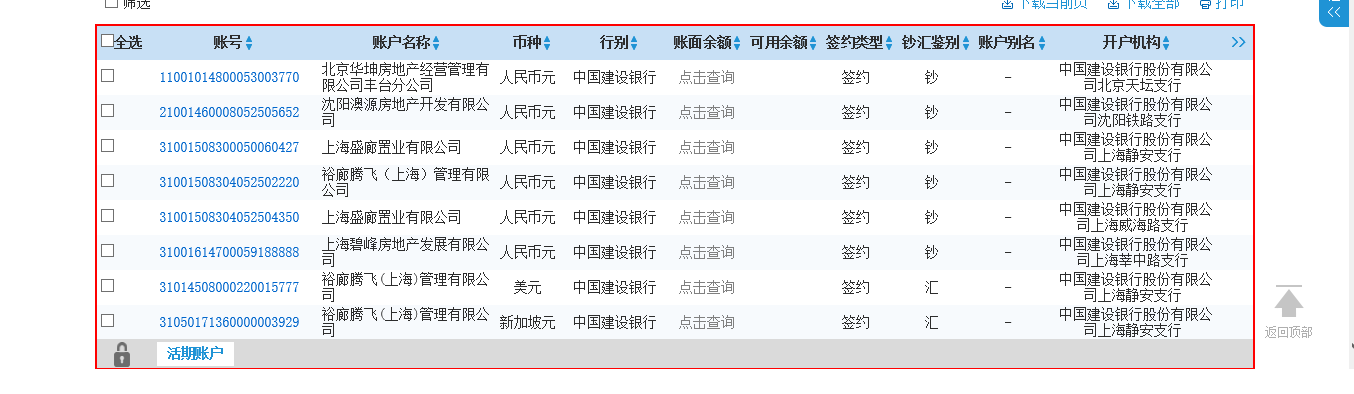 筛选 下载当前页 下载全部 打印
全选 账号 账户名称 币种 行别 账面余额 可用余额 签约类型 钞汇鉴别 账户别名 开户机构
11001014800053003770 北京华坤房地产经营管理有限公司丰台分公司 人民币元 中国建设银行 点击查询 签约 钞 – 中国建设银行股份有限公司北京天坛支行
21001460008052505652 沈阳澳源房地产开发有限公司 人民币元 中国建设银行 点击查询 签约 钞 – 中国建设银行股份有限公司沈阳铁路支行
31001508300050060427 上海盛廊置业有限公司 人民币元 中国建设银行 点击查询 签约 钞 – 中国建设银行股份有限公司上海静安支行
31001508304052502220 裕廊腾飞（上海）管理有限公司 人民币元 中国建设银行 点击查询 签约 钞 – 中国建设银行股份有限公司上海静安支行
31001508304052504350 上海盛廊置业有限公司 人民币元 中国建设银行 点击查询 签约 钞 – 中国建设银行股份有限公司上海威海路支行
31001614700059188888 上海碧峰房地产发展有限公司 人民币元 中国建设银行 点击查询 签约 钞 – 中国建设银行股份有限公司上海莘中路支行
31014508000220015777 裕廊腾飞(上海)管理有限公司 美元 中国建设银行 点击查询 签约 汇 – 中国建设银行股份有限公司上海静安支行
31050171360000003929 裕廊腾飞(上海)管理有限公司 新加坡元 中国建设银行 点击查询 签约 汇 – 中国建设银行股份有限公司上海静安支行
返回顶部
活期账户